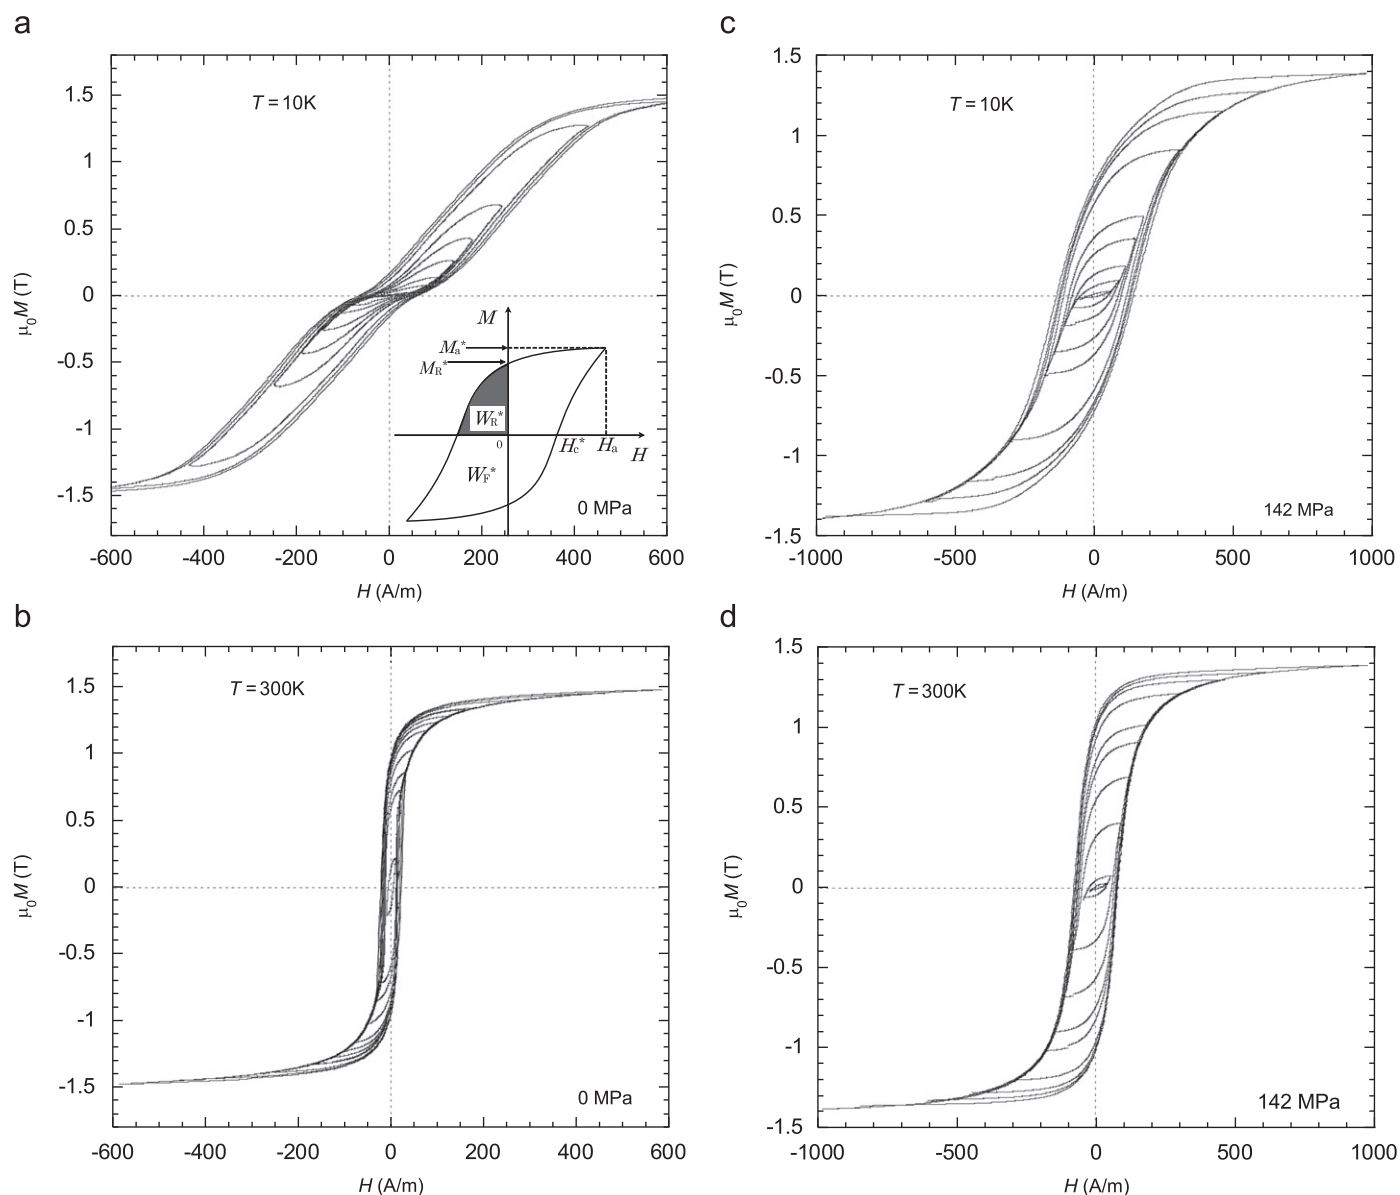 a
T = 10K
1.5
1
0.5
0
-0.5
-1
-1.5
μ0M (T)
-600 -400 -200 0 200 400 600
H (A/m)
M
Ma*
MR*
WR*
0
Hc* Ha
H
WF*
0 MPa
c
T = 10K
1.5
1
0.5
0
-0.5
-1
-1.5
μ0M (T)
142 MPa
-1000 -500 0 500 1000
H (A/m)
b
T = 300K
1.5
1
0.5
0
-0.5
-1
-1.5
μ0M (T)
0 MPa
-600 -400 -200 0 200 400 600
H (A/m)
d
T = 300K
1.5
1
0.5
0
-0.5
-1
-1.5
μ0M (T)
142 MPa
-1000 -500 0 500 1000
H (A/m)